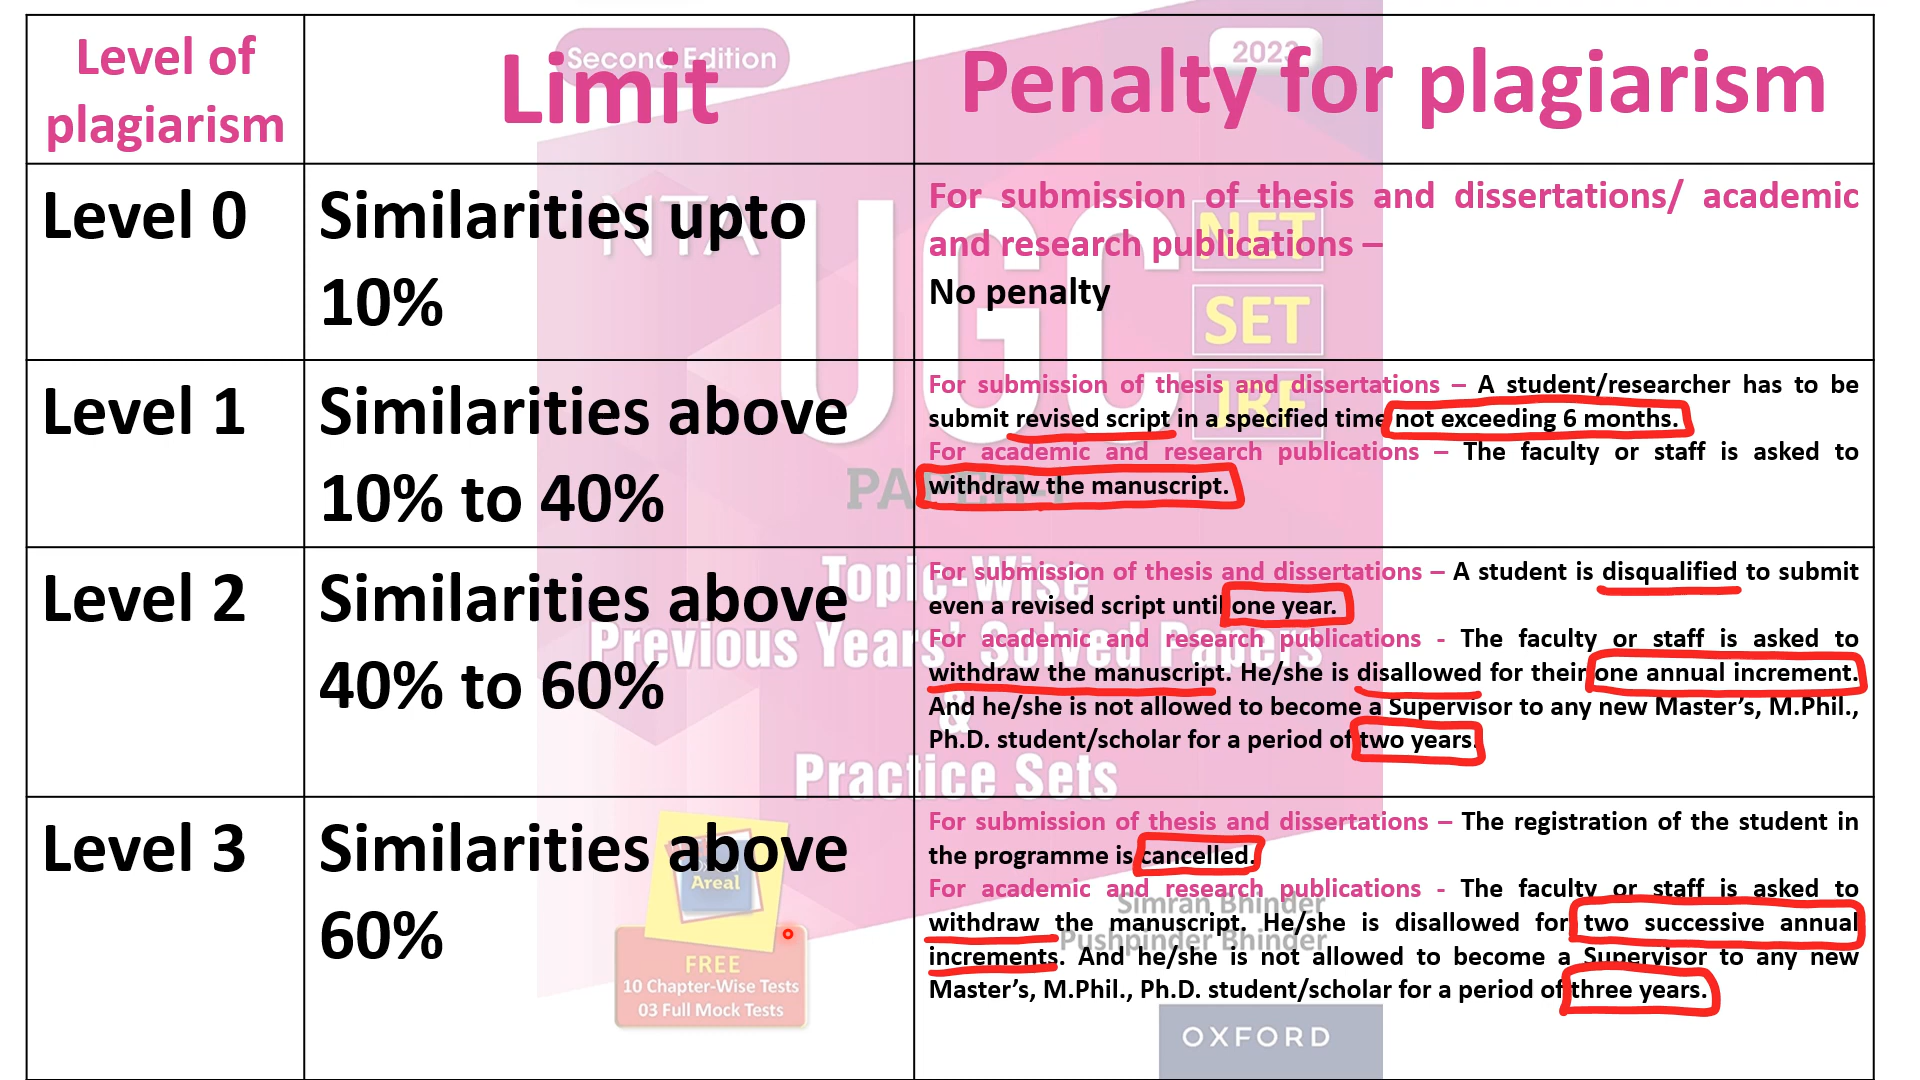 Level of
plagiarism
Limit
Penalty for plagiarism
Level 0
Similarities upto
10%
For submission of thesis and dissertations/ academic
and research publications –
No penalty
Level 1
Similarities above
10% to 40%
For submission of thesis and dissertations – A student/researcher has to be
submit revised script in a specified time not exceeding 6 months.
For academic and research publications – The faculty or staff is asked to
withdraw the manuscript.
Level 2
Similarities above
40% to 60%
For submission of thesis and dissertations – A student is disqualified to submit
even a revised script until one year.
For academic and research publications - The faculty or staff is asked to
withdraw the manuscript. He/she is disallowed for their one annual increment.
And he/she is not allowed to become a Supervisor to any new Master’s, M.Phil.,
Ph.D. student/scholar for a period of two years.
Level 3
Similarities above
60%
For submission of thesis and dissertations – The registration of the student in
the programme is cancelled.
For academic and research publications - The faculty or staff is asked to
withdraw the manuscript. He/she is disallowed for two successive annual
increments. And he/she is not allowed to become a Supervisor to any new
Master’s, M.Phil., Ph.D. student/scholar for a period of three years.
Second Edition
2023
NTA
UGC
NET
SET
JRF
Topic-Wise
Previous Years' Solved Papers
&
Practice Sets
Areal
FREE
10 Chapter-Wise Tests
03 Full Mock Tests
Simran Bhinder
Pushpinder Bhinder
OXFORD